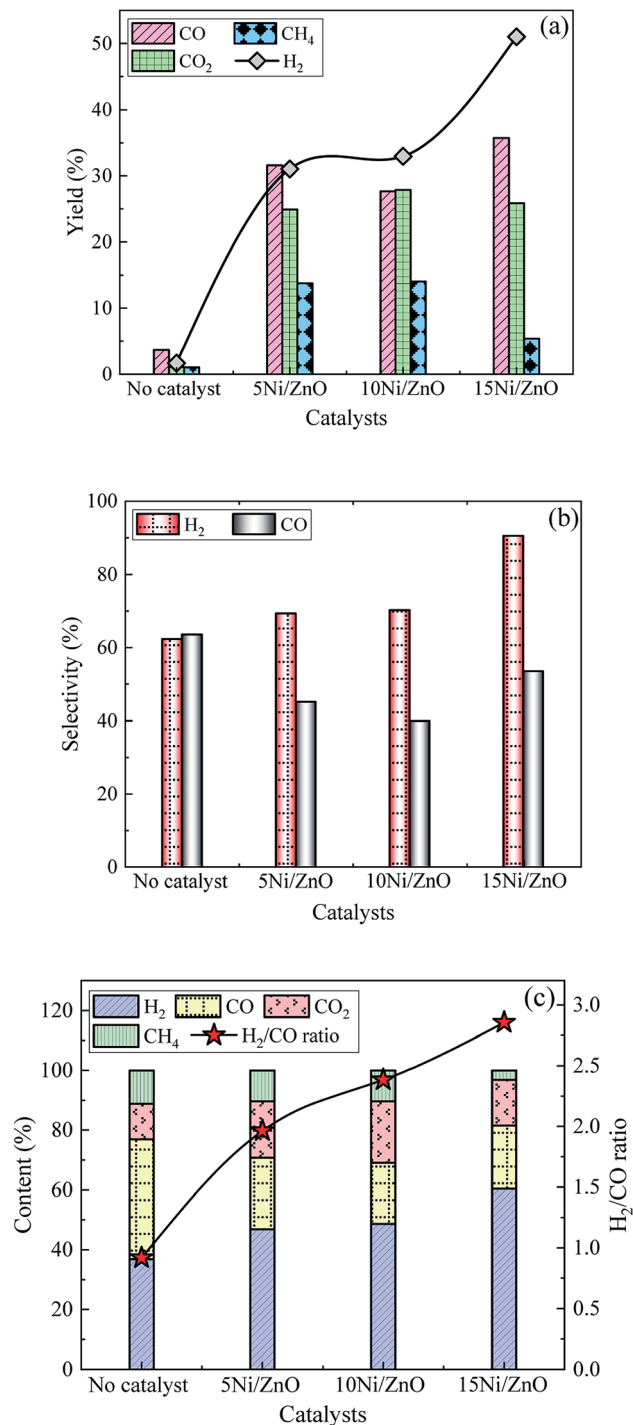 (a)
CO CH₄
CO₂ H₂
50
40
30
20
10
0
Yield (%)
No catalyst 5Ni/ZnO 10Ni/ZnO 15Ni/ZnO
Catalysts
(b)
H₂ CO
100
80
60
40
20
0
Selectivity (%)
No catalyst 5Ni/ZnO 10Ni/ZnO 15Ni/ZnO
Catalysts
(c)
H₂ CO CO₂
CH₄ H₂/CO ratio
120
100
80
60
40
20
0
Content (%)
3.0
2.5
2.0
1.5
1.0
0.5
0.0
H₂/CO ratio
No catalyst 5Ni/ZnO 10Ni/ZnO 15Ni/ZnO
Catalysts